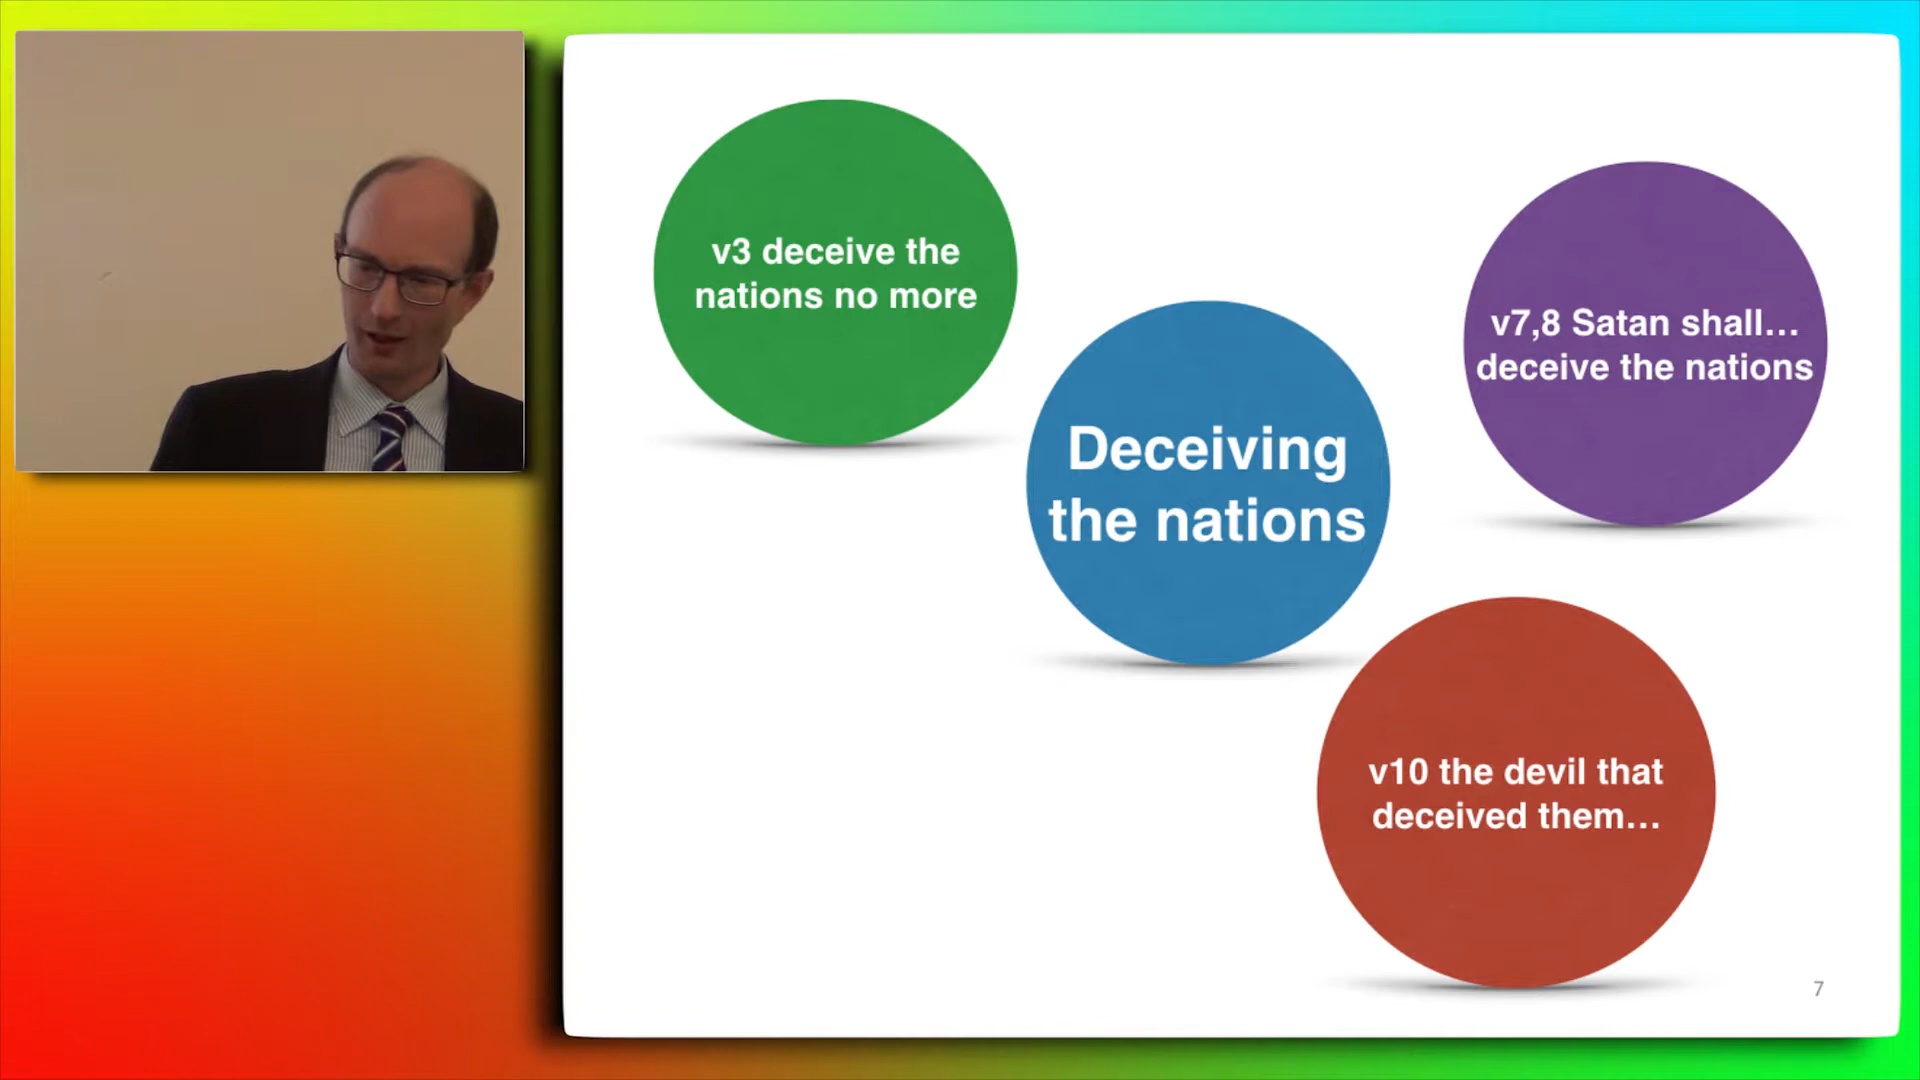 v3 deceive the
nations no more
Deceiving
the nations
v7,8 Satan shall…
deceive the nations
v10 the devil that
deceived them…
7